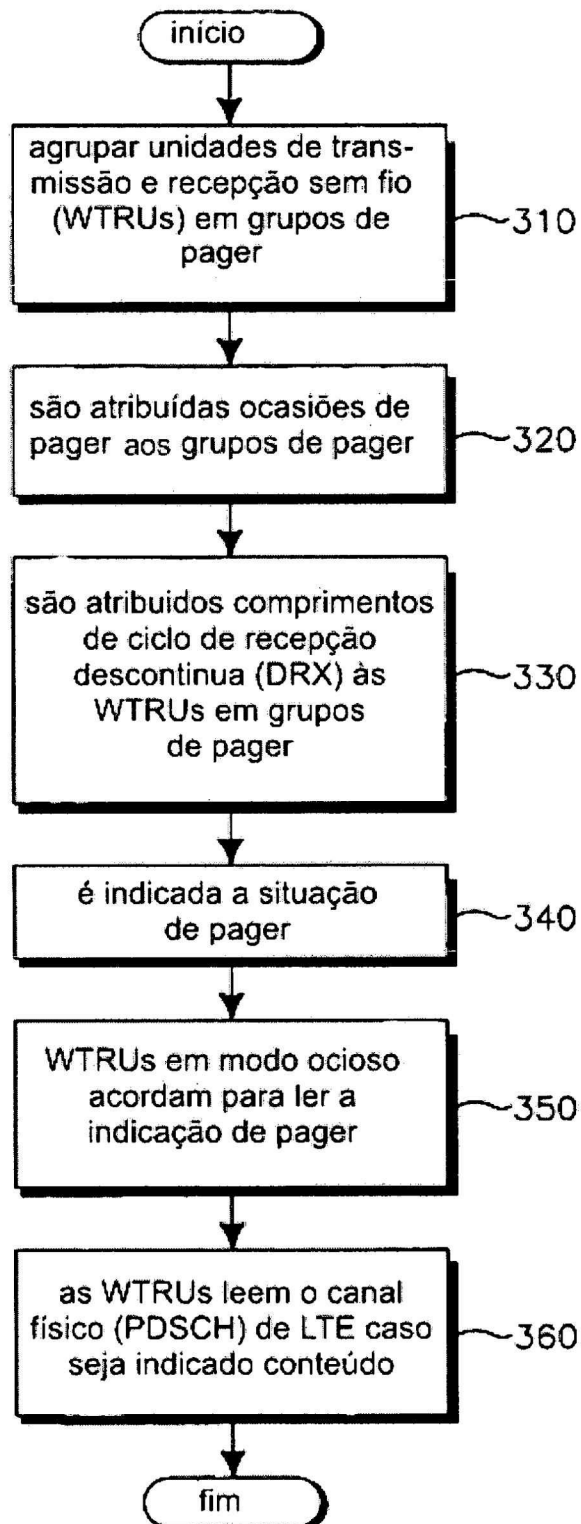 início
agrupar unidades de trans-
missão e recepção sem fio
(WTRUs) em grupos de
pager
310
são atribuídas ocasiões de
pager aos grupos de pager
320
são atribuidos comprimentos
de ciclo de recepção
descontinua (DRX) às
WTRUs em grupos
de pager
330
é indicada a situação
de pager
340
WTRUs em modo ocioso
acordam para ler a
indicação de pager
350
as WTRUs leem o canal
físico (PDSCH) de LTE caso
seja indicado conteúdo
360
fim